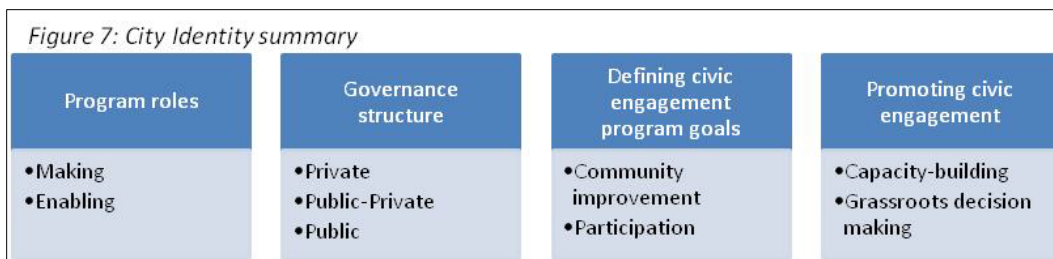 Figure 7: City Identity summary
Program roles
•Making
•Enabling
Governance
structure
•Private
•Public-Private
•Public
Defining civic
engagement
program goals
•Community
improvement
•Participation
Promoting civic
engagement
•Capacity-building
•Grassroots decision
making